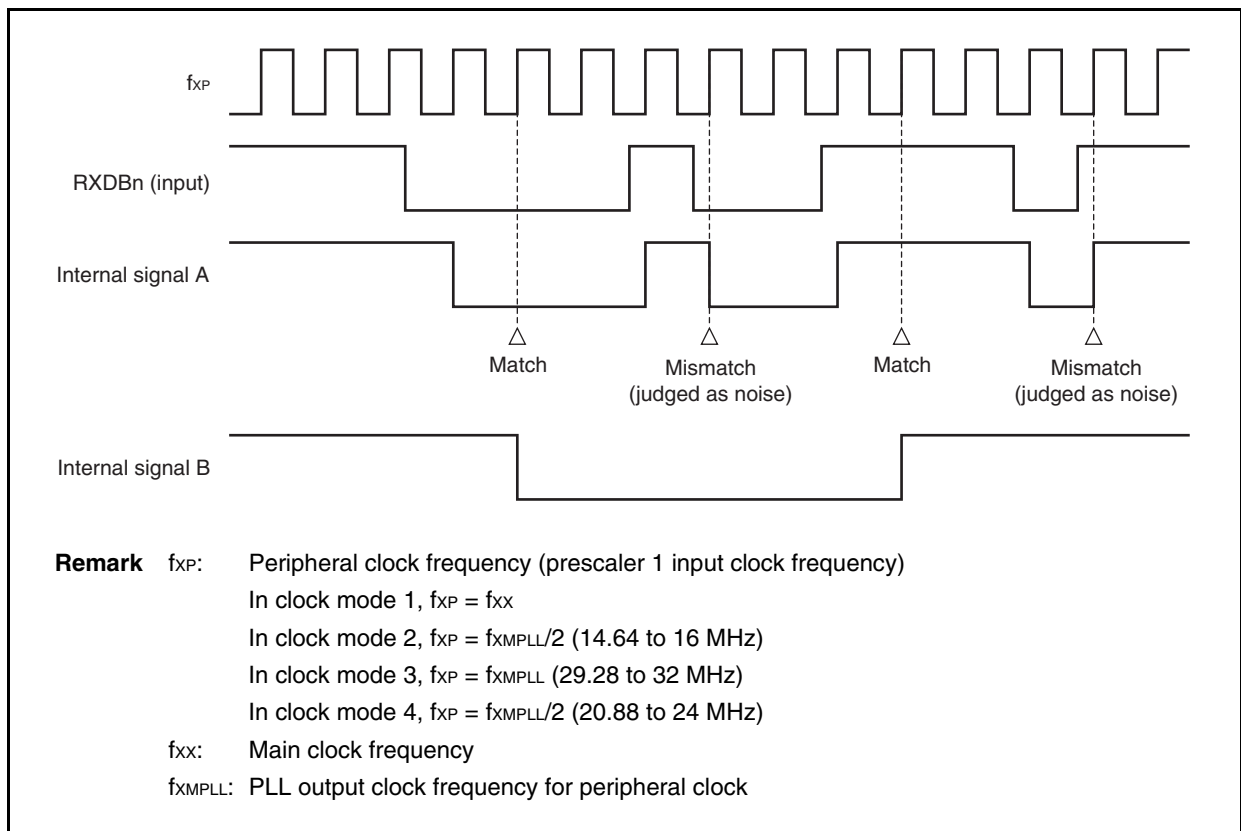 fXP
RXDBn (input)
Internal signal A
Match
Mismatch
(judged as noise)
Match
Mismatch
(judged as noise)
Internal signal B
Remark fXP: Peripheral clock frequency (prescaler 1 input clock frequency)
In clock mode 1, fXP = fXX
In clock mode 2, fXP = fXMPLL/2 (14.64 to 16 MHz)
In clock mode 3, fXP = fXMPLL (29.28 to 32 MHz)
In clock mode 4, fXP = fXMPLL/2 (20.88 to 24 MHz)
fXX: Main clock frequency
fXMPLL: PLL output clock frequency for peripheral clock